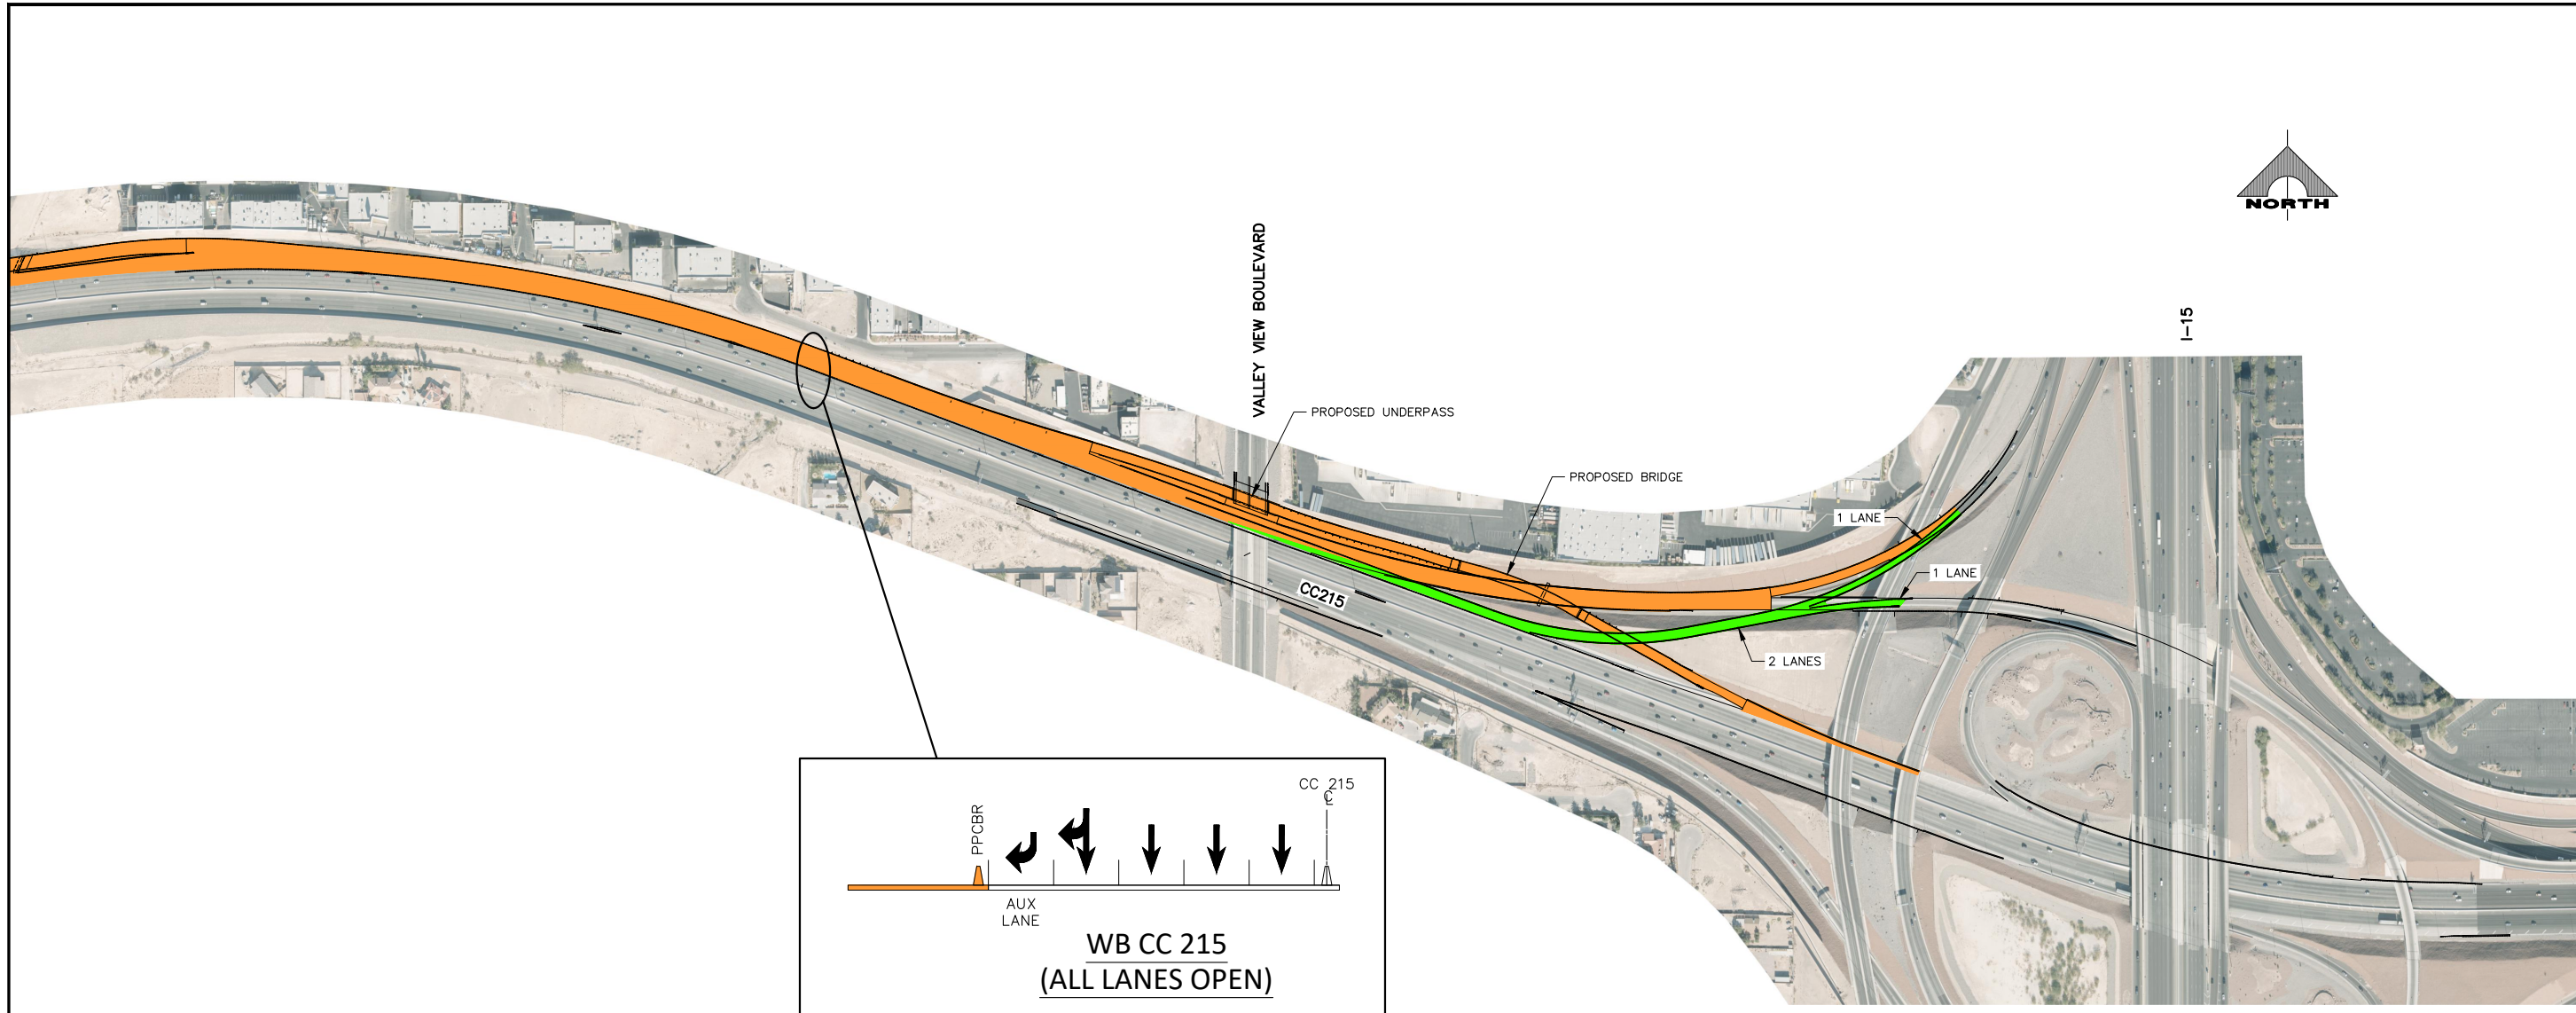 NORTH
VALLEY VIEW BOULEVARD
I-15
PROPOSED UNDERPASS
PROPOSED BRIDGE
1 LANE
1 LANE
CC215
2 LANES
CC 215
℄
PPCBR
AUX
LANE
WB CC 215
(ALL LANES OPEN)